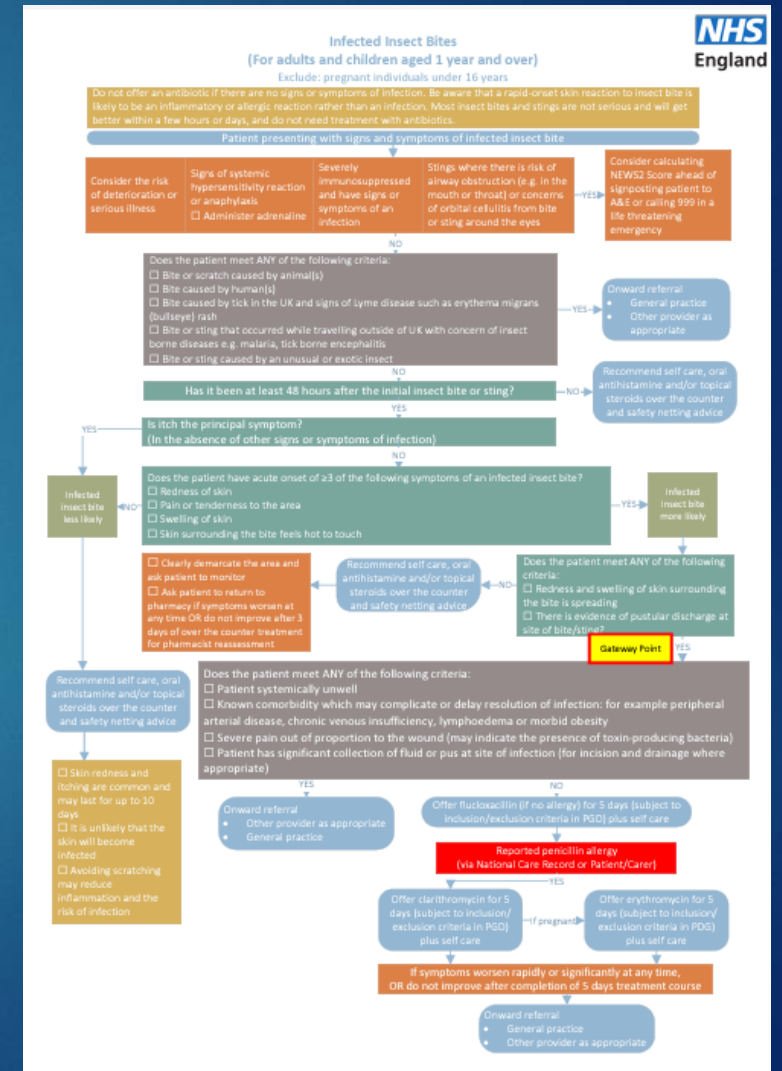 NHS
England
Infected Insect Bites
(For adults and children aged 1 year and over)
Exclude: pregnant individuals under 16 years
Do not offer an antibiotic if there are no signs or symptoms of infection. Be aware that a rapid-onset skin reaction to insect bite is
likely to be an inflammatory or allergic reaction rather than an infection. Most insect bites and stings are not serious and will get
better within a few hours or days, and do not need treatment with antibiotics.
Patient presenting with signs and symptoms of infected insect bite
Consider the risk
of deterioration or
serious illness
Signs of systemic
hypersensitivity reaction
or anaphylaxis
☐ Administer adrenaline
Severely
immunosuppressed
and have signs or
symptoms of an
infection
Stings where there is risk of
airway obstruction (e.g. in the
mouth or throat) or concerns
of orbital cellulitis from bite
or sting around the eyes
YES
Consider calculating
NEWS2 Score ahead of
signposting patient to
A&E or calling 999 in a
life threatening
emergency
NO
Does the patient meet ANY of the following criteria:
☐ Bite or scratch caused by animal(s)
☐ Bite caused by human(s)
☐ Bite caused by tick in the UK and signs of Lyme disease such as erythema migrans
(bullseye) rash
☐ Bite or sting that occurred while travelling outside of UK with concern of insect
borne diseases e.g. malaria, tick borne encephalitis
☐ Bite or sting caused by an unusual or exotic insect
YES
Onward referral
• General practice
• Other provider as
appropriate
NO
Has it been at least 48 hours after the initial insect bite or sting?
NO
Recommend self care, oral
antihistamine and/or topical
steroids over the counter
and safety netting advice
YES
Is itch the principal symptom?
(In the absence of other signs or symptoms of infection)
YES
NO
Does the patient have acute onset of ≥3 of the following symptoms of an infected insect bite?
☐ Redness of skin
☐ Pain or tenderness to the area
☐ Swelling of skin
☐ Skin surrounding the bite feels hot to touch
NO
Infected
insect bite
less likely
YES
Infected
insect bite
more likely
Does the patient meet ANY of the following
criteria:
☐ Redness and swelling of skin surrounding
the bite is spreading
☐ There is evidence of pustular discharge at
site of bite/sting?
NO
Recommend self care, oral
antihistamine and/or topical
steroids over the counter
and safety netting advice
☐ Clearly demarcate the area and
ask patient to monitor
☐ Ask patient to return to
pharmacy if symptoms worsen at
any time OR do not improve after 3
days of over the counter treatment
for pharmacist reassessment
Gateway Point
YES
Recommend self care, oral
antihistamine and/or topical
steroids over the counter
and safety netting advice
☐ Skin redness and
itching are common and
may last for up to 10
days
☐ It is unlikely that the
skin will become
infected
☐ Avoiding scratching
may reduce
inflammation and the
risk of infection
Does the patient meet ANY of the following criteria:
☐ Patient systemically unwell
☐ Known comorbidity which may complicate or delay resolution of infection: for example peripheral
arterial disease, chronic venous insufficiency, lymphoedema or morbid obesity
☐ Severe pain out of proportion to the wound (may indicate the presence of toxin-producing bacteria)
☐ Patient has significant collection of fluid or pus at site of infection (for incision and drainage where
appropriate)
YES
Onward referral
• Other provider as appropriate
• General practice
NO
Offer flucloxacillin (if no allergy) for 5 days (subject to
inclusion/exclusion criteria in PGD) plus self care
Reported penicillin allergy
(via National Care Record or Patient/Carer)
YES
Offer clarithromycin for 5
days (subject to inclusion/
exclusion criteria in PGD)
plus self care
If pregnant
Offer erythromycin for 5
days (subject to inclusion/
exclusion criteria in PDG)
plus self care
If symptoms worsen rapidly or significantly at any time,
OR do not improve after completion of 5 days treatment course
Onward referral
• General practice
• Other provider as appropriate